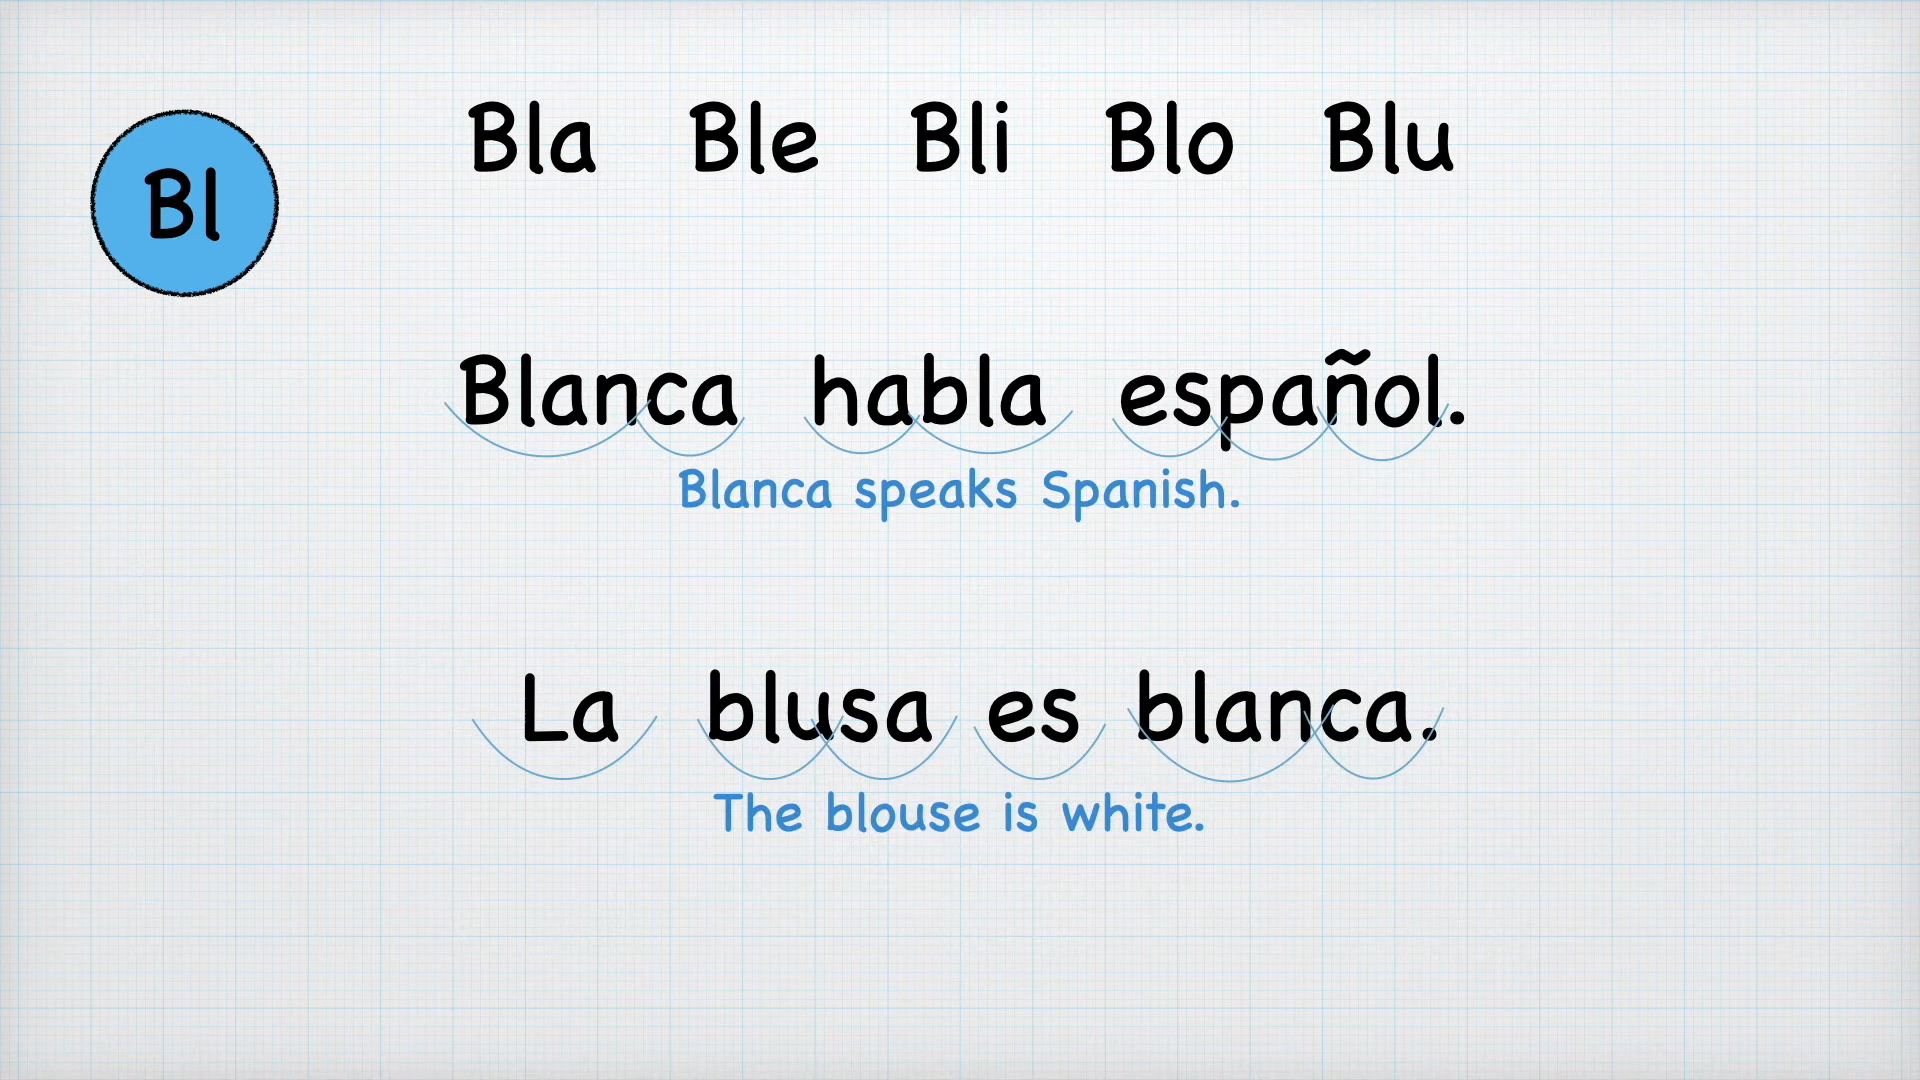 Bl
Bla Ble Bli Blo Blu
Blanca habla español.
Blanca speaks Spanish.
La blusa es blanca.
The blouse is white.